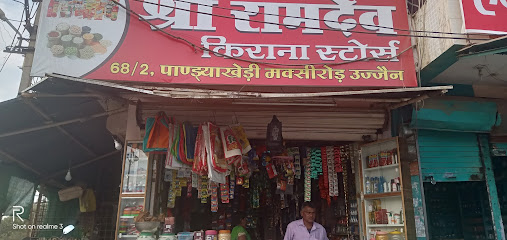 श्री रामदेव
किराना स्टोर्स
68/2, पाण्ड्याखेड़ी मक्सीरोड़ उज्जैन
R
Shot on realme 3